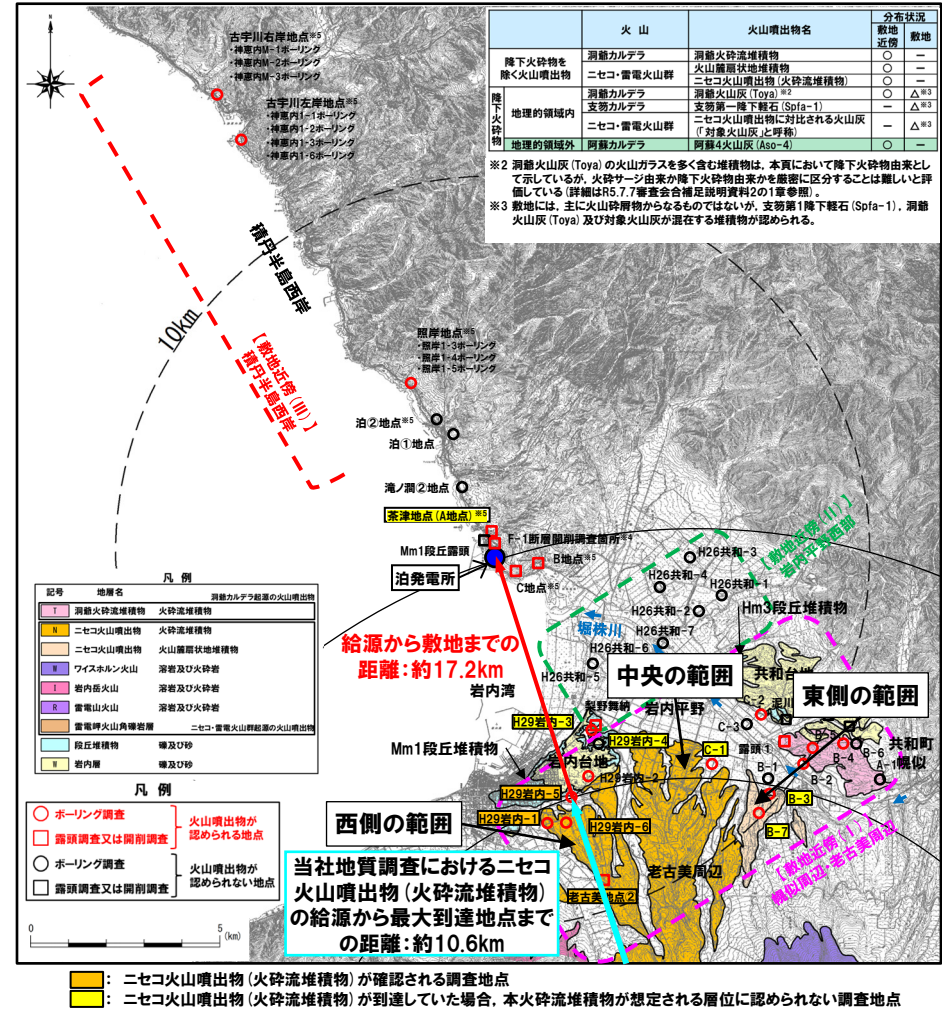 火 山
火山噴出物名
分布状況
敷地近傍
敷地
降下火砕物を除く火山噴出物
洞爺カルデラ
洞爺火砕流堆積物
○
－
ニセコ・雷電火山群
火山麓扇状地堆積物
○
－
ニセコ火山噴出物(火砕流堆積物)
○
－
降下火砕物
地理的領域内
洞爺カルデラ
洞爺火山灰(Toya)※2
○
△※3
支笏カルデラ
支笏第一降下軽石(Spfa-1)
－
△※3
ニセコ・雷電火山群
ニセコ火山噴出物に対比される火山灰
(「対象火山灰」と呼称)
－
△※3
地理的領域外
阿蘇カルデラ
阿蘇4火山灰(Aso-4)
○
－
※2 洞爺火山灰(Toya)の火山ガラスを多く含む堆積物は，本頁において降下火砕物由来とし
て示しているが，火砕サージ由来か降下火砕物由来かを厳密に区分することは難しいと評
価している(詳細はR5.7.7審査会合補足説明資料2の1章参照)。
※3 敷地には，主に火山砕屑物からなるものではないが，支笏第1降下軽石(Spfa-1)，洞爺
火山灰(Toya)及び対象火山灰が混在する堆積物が認められる。
古宇川右岸地点※5
・神恵内M-1ボーリング
・神恵内M-2ボーリング
・神恵内M-3ボーリング
古宇川左岸地点※5
・神恵内1-1ボーリング
・神恵内1-2ボーリング
・神恵内1-3ボーリング
・神恵内1-6ボーリング
積丹半島西岸
10km
【敷地近傍(Ⅲ)】
積丹半島西岸
照岸地点※5
・照岸1-3ボーリング
・照岸1-4ボーリング
・照岸1-5ボーリング
泊②地点※5
泊①地点
滝ノ澗②地点
茶津地点(A地点)※5
F-1断層開削調査箇所※4
Mm1段丘露頭
B地点※5
泊発電所
C地点※5
【敷地近傍(Ⅱ)】
岩内平野西部
H26共和-3
H26共和-4
H26共和-1
H26共和-2
Hm3段丘堆積物
堀株川
H26共和-7
H26共和-6
H26共和-5
給源から敷地までの
距離：約17.2km
中央の範囲
共和台地
東側の範囲
岩内湾
梨野舞納
岩内平野
C-2
泥川
H29岩内-3
H29岩内-4
C-3
C-1
露頭1
B-5
B-4
B-6
共和町
幌似
A-1
Mm1段丘堆積物
岩内台地
H29岩内-2
B-1
B-2
H29岩内-5
B-3
H29岩内-1
H29岩内-6
B-7
西側の範囲
老古美周辺
老古美地点2
【敷地近傍(Ⅰ)】
幌似周辺・老古美周辺
当社地質調査におけるニセコ
火山噴出物(火砕流堆積物)
の給源から最大到達地点まで
の距離：約10.6km
凡 例
記号
地層名
洞爺カルデラ起源の火山噴出物
T 洞爺火砕流堆積物 火砕流堆積物
N ニセコ火山噴出物 火砕流堆積物
ニセコ火山噴出物 火山麓扇状地堆積物
W ワイスホルン火山 溶岩及び火砕岩
I 岩内岳火山 溶岩及び火砕岩
R 雷電山火山 溶岩及び火砕岩
雷電岬火山角礫岩層 ニセコ・雷電火山群起源の火山噴出物
段丘堆積物 礫及び砂
W 岩内層 礫及び砂
凡 例
ボーリング調査
露頭調査又は開削調査
火山噴出物が
認められる地点
ボーリング調査
露頭調査又は開削調査
火山噴出物が
認められない地点
0 5 (km)
： ニセコ火山噴出物(火砕流堆積物)が確認される調査地点
： ニセコ火山噴出物(火砕流堆積物)が到達していた場合，本火砕流堆積物が想定される層位に認められない調査地点